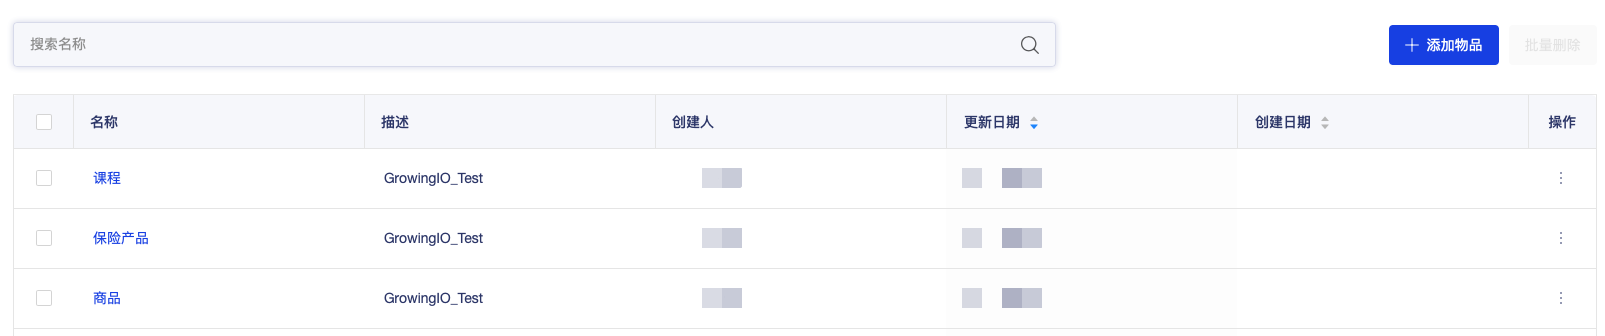 搜索名称
添加物品 批量删除
名称 描述 创建人 更新日期 创建日期 操作
课程 GrowingIO_Test
保险产品 GrowingIO_Test
商品 GrowingIO_Test